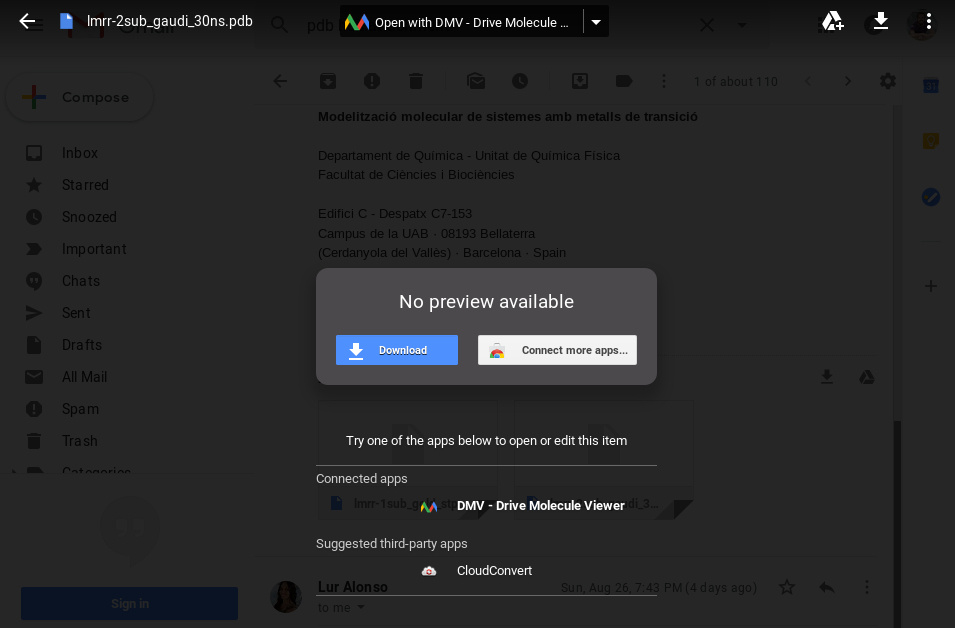 lmrr-2sub_gaudi_30ns.pdb
Open with DMV - Drive Molecule ...
pdb
Compose
1 of about 110
Inbox
Starred
Snoozed
Important
Chats
Sent
Drafts
All Mail
Spam
Trash
Categories
Modelització molecular de sistemes amb metalls de transició
Departament de Química - Unitat de Química Física
Facultat de Ciències i Biociències
Edifici C - Despatx C7-153
Campus de la UAB · 08193 Bellaterra
(Cerdanyola del Vallès) · Barcelona · Spain
No preview available
Download
Connect more apps...
Try one of the apps below to open or edit this item
Connected apps
DMV - Drive Molecule Viewer
Suggested third-party apps
CloudConvert
Sign in
Lur Alonso
Sun, Aug 26, 7:43 PM (4 days ago)
to me